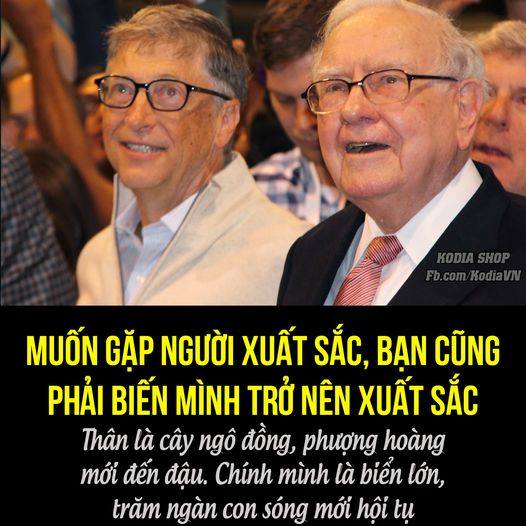 KODIA SHOP
Fb.com/KodiaVN
MUỐN GẶP NGƯỜI XUẤT SẮC, BẠN CŨNG
PHẢI BIẾN MÌNH TRỞ NÊN XUẤT SẮC
Thân là cây ngô đồng, phượng hoàng
mới đến đậu. Chính mình là biển lớn,
trăm ngàn con sóng mới hội tụ